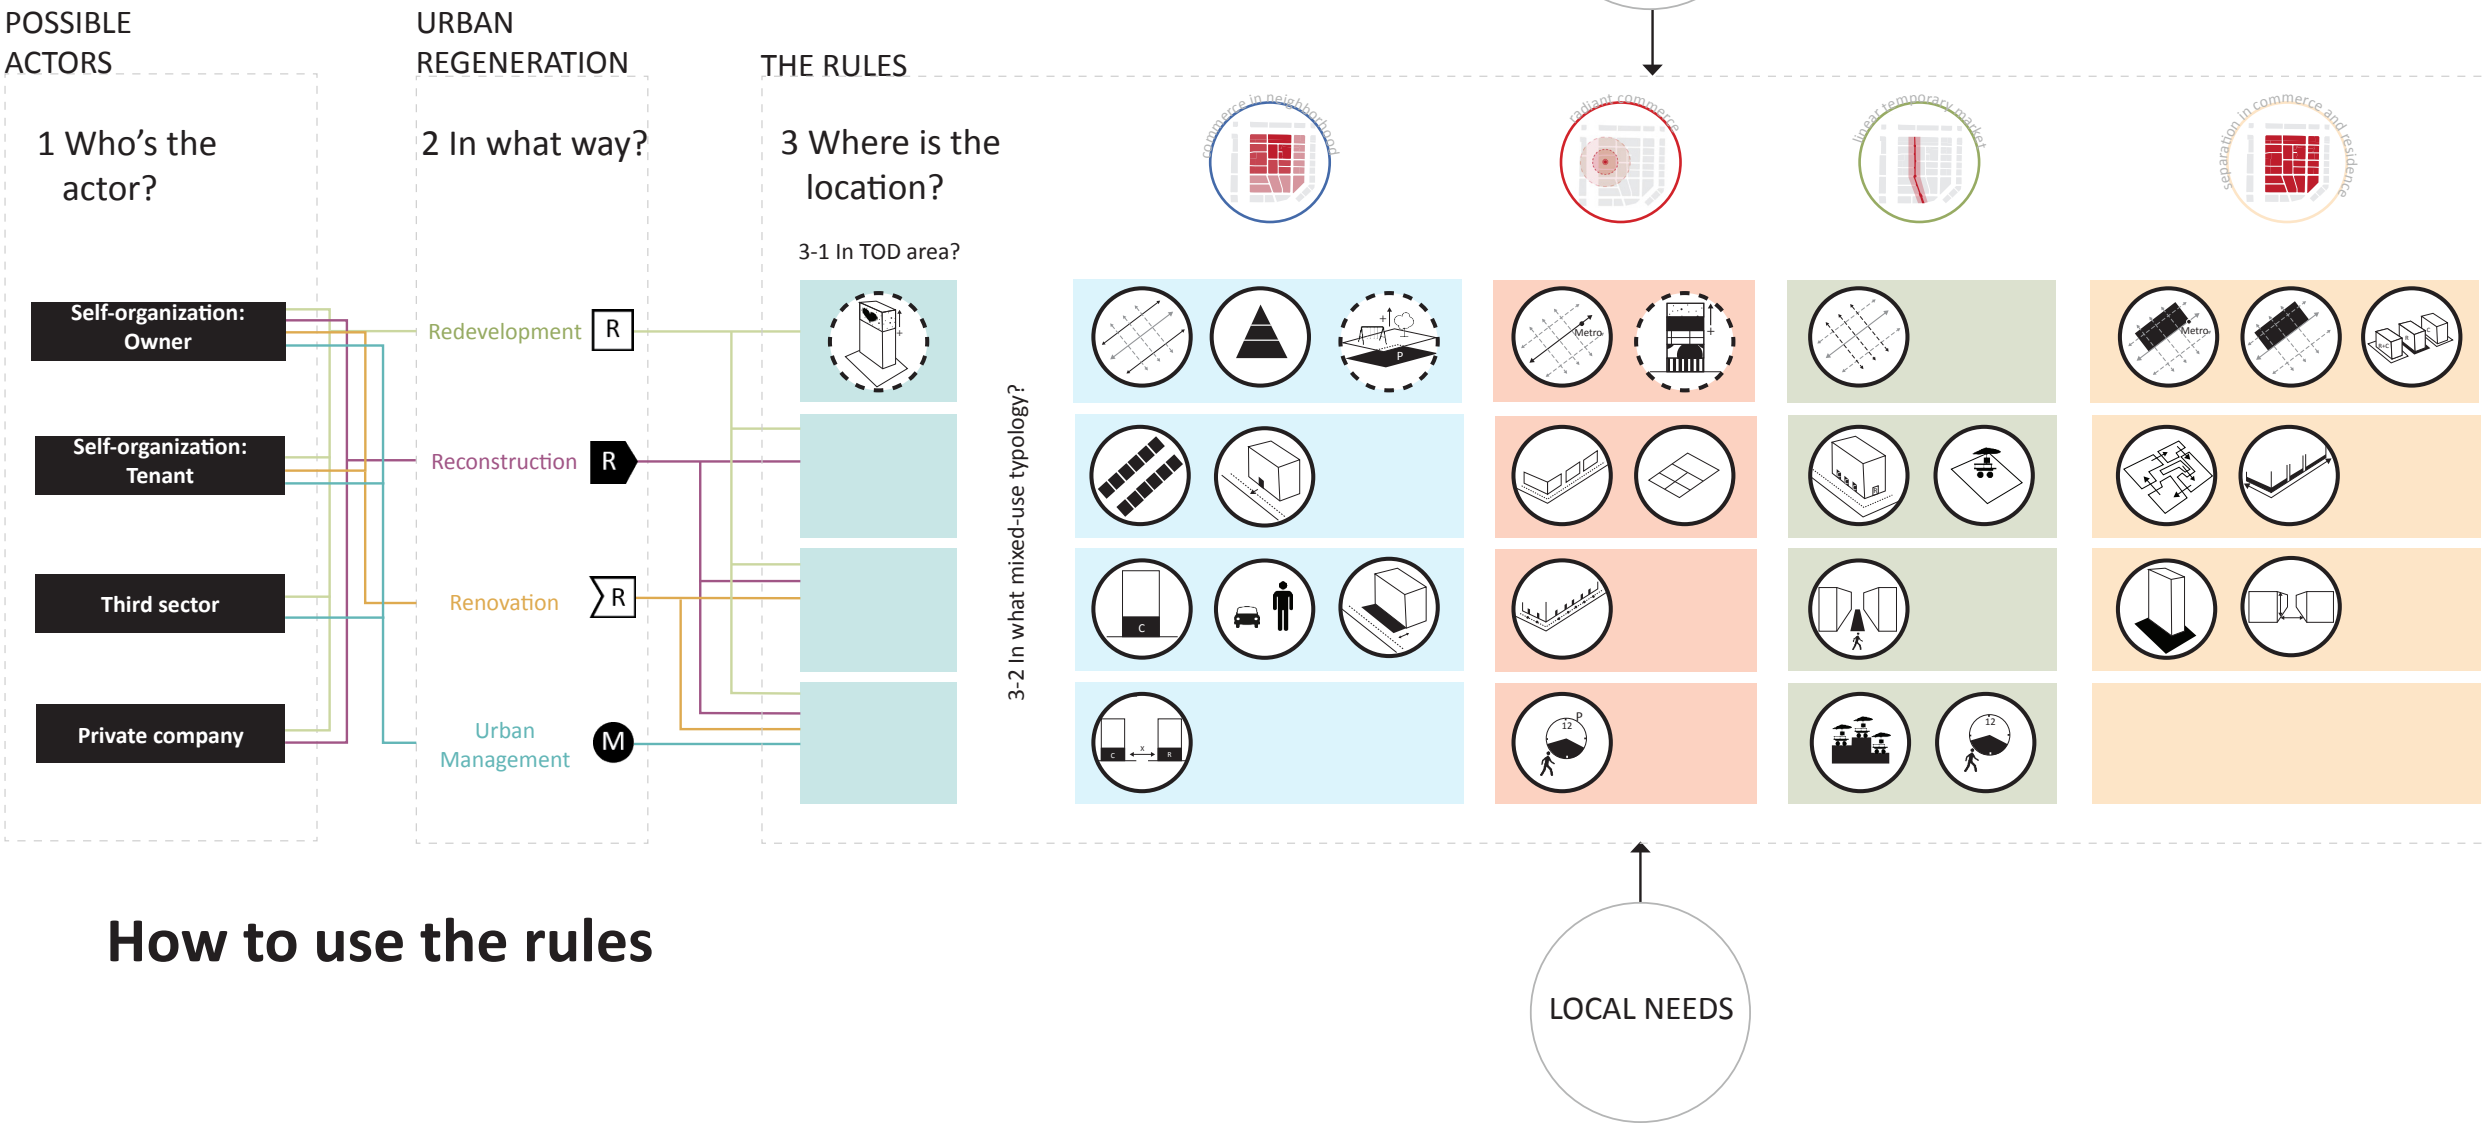 POSSIBLE
ACTORS
URBAN
REGENERATION
THE RULES
1 Who's the
actor?
2 In what way?
3 Where is the
location?
commerce in neighborhood
radiant commerce
linear temporary market
separation in commerce and residence
3-1 In TOD area?
3-2 In what mixed-use typology?
Self-organization:
Owner
Self-organization:
Tenant
Third sector
Private company
Redevelopment
R
Reconstruction
R
Renovation
R
Urban
Management
M
+
+
P
Metro
+
Metro
R+C
R
C
C
C
X
R
12
P
12
How to use the rules
LOCAL NEEDS